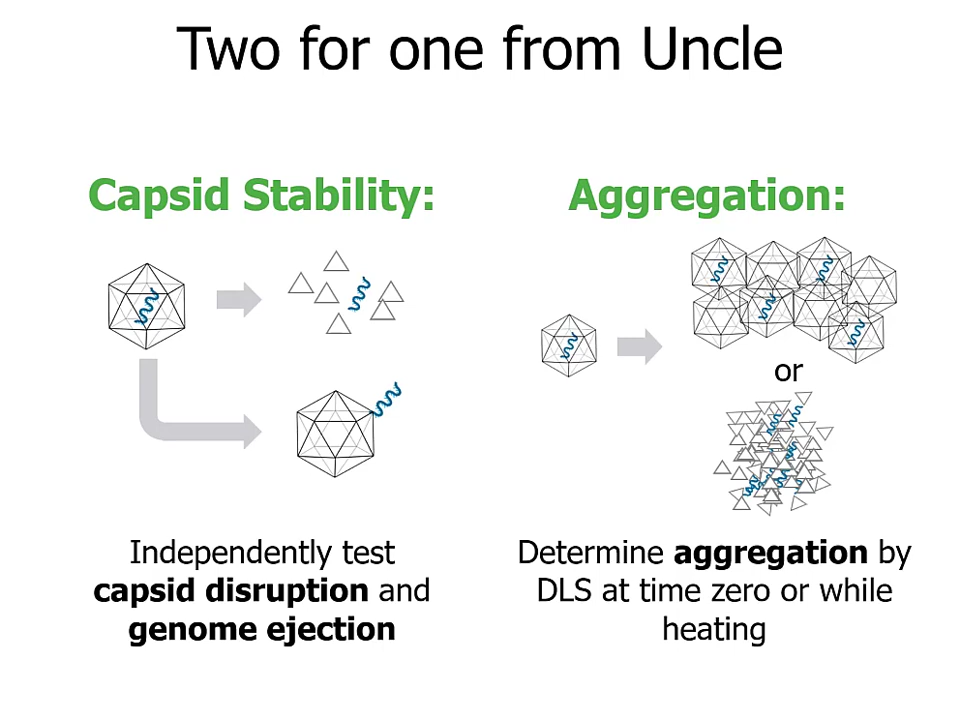 Two for one from Uncle
Capsid Stability:
Independently test
capsid disruption and
genome ejection
Aggregation:
or
Determine aggregation by
DLS at time zero or while
heating